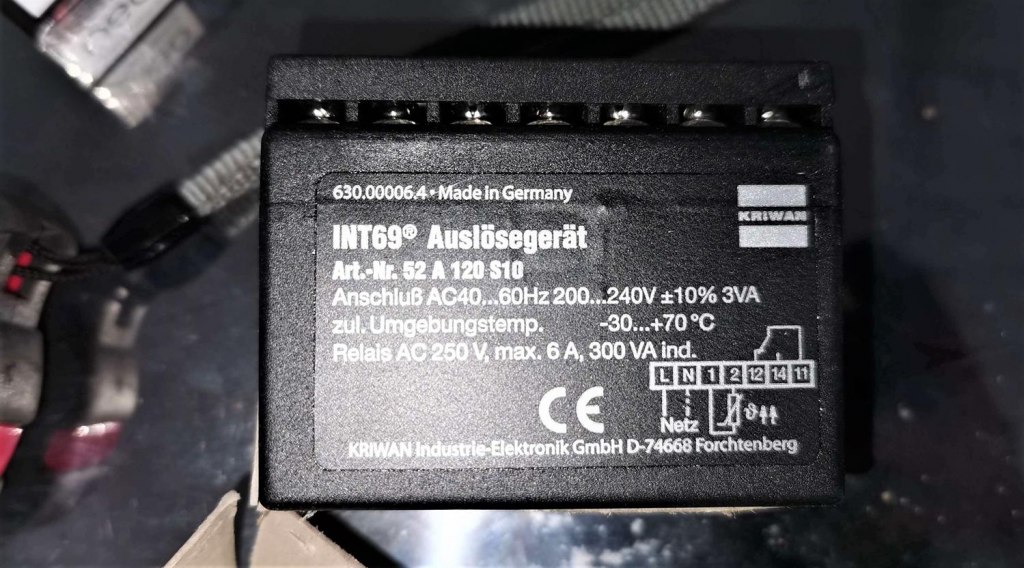 630.00006.4 • Made in Germany
KRIWAN
INT69® Auslösegerät
Art.-Nr. 52 A 120 S10
Anschluß AC40...60Hz 200...240V ±10% 3VA
zul. Umgebungstemp. -30...+70 °C
Relais AC 250 V, max. 6 A, 300 VA ind.
L N 1 2 12 14 11
Netz ϑ
CE
KRIWAN Industrie-Elektronik GmbH D-74668 Forchtenberg